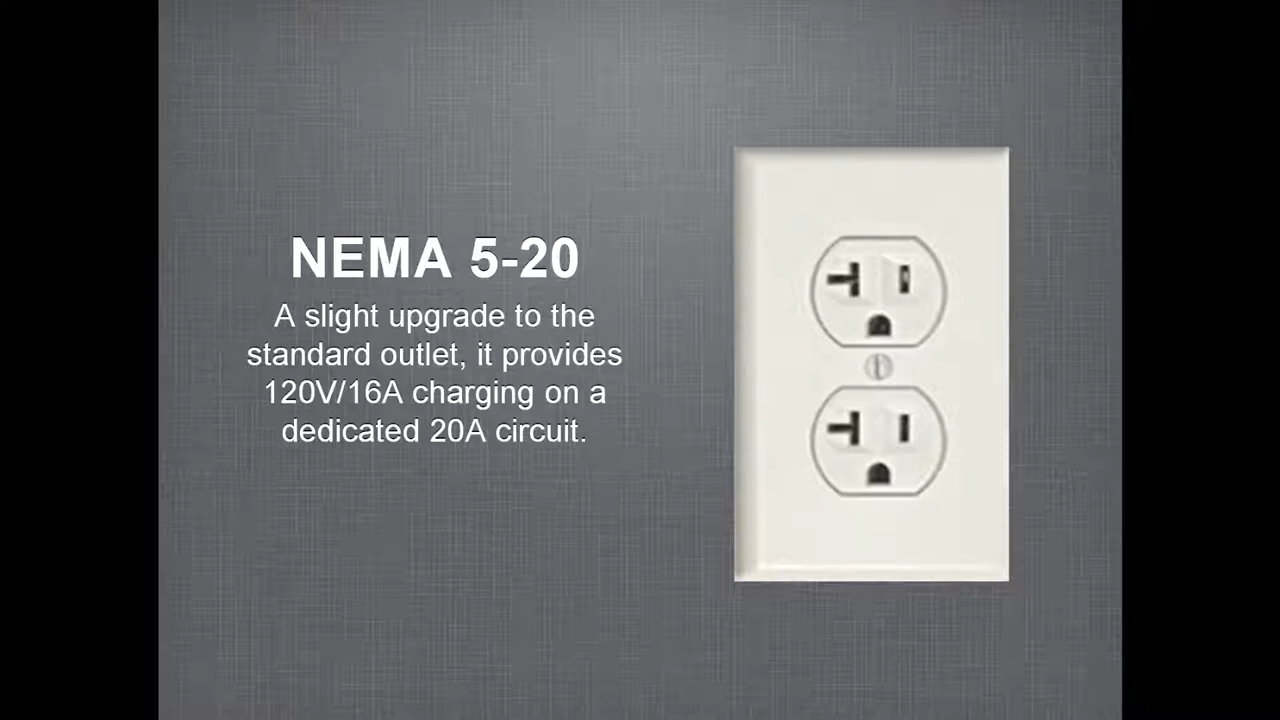 NEMA 5-20
A slight upgrade to the
standard outlet, it provides
120V/16A charging on a
dedicated 20A circuit.